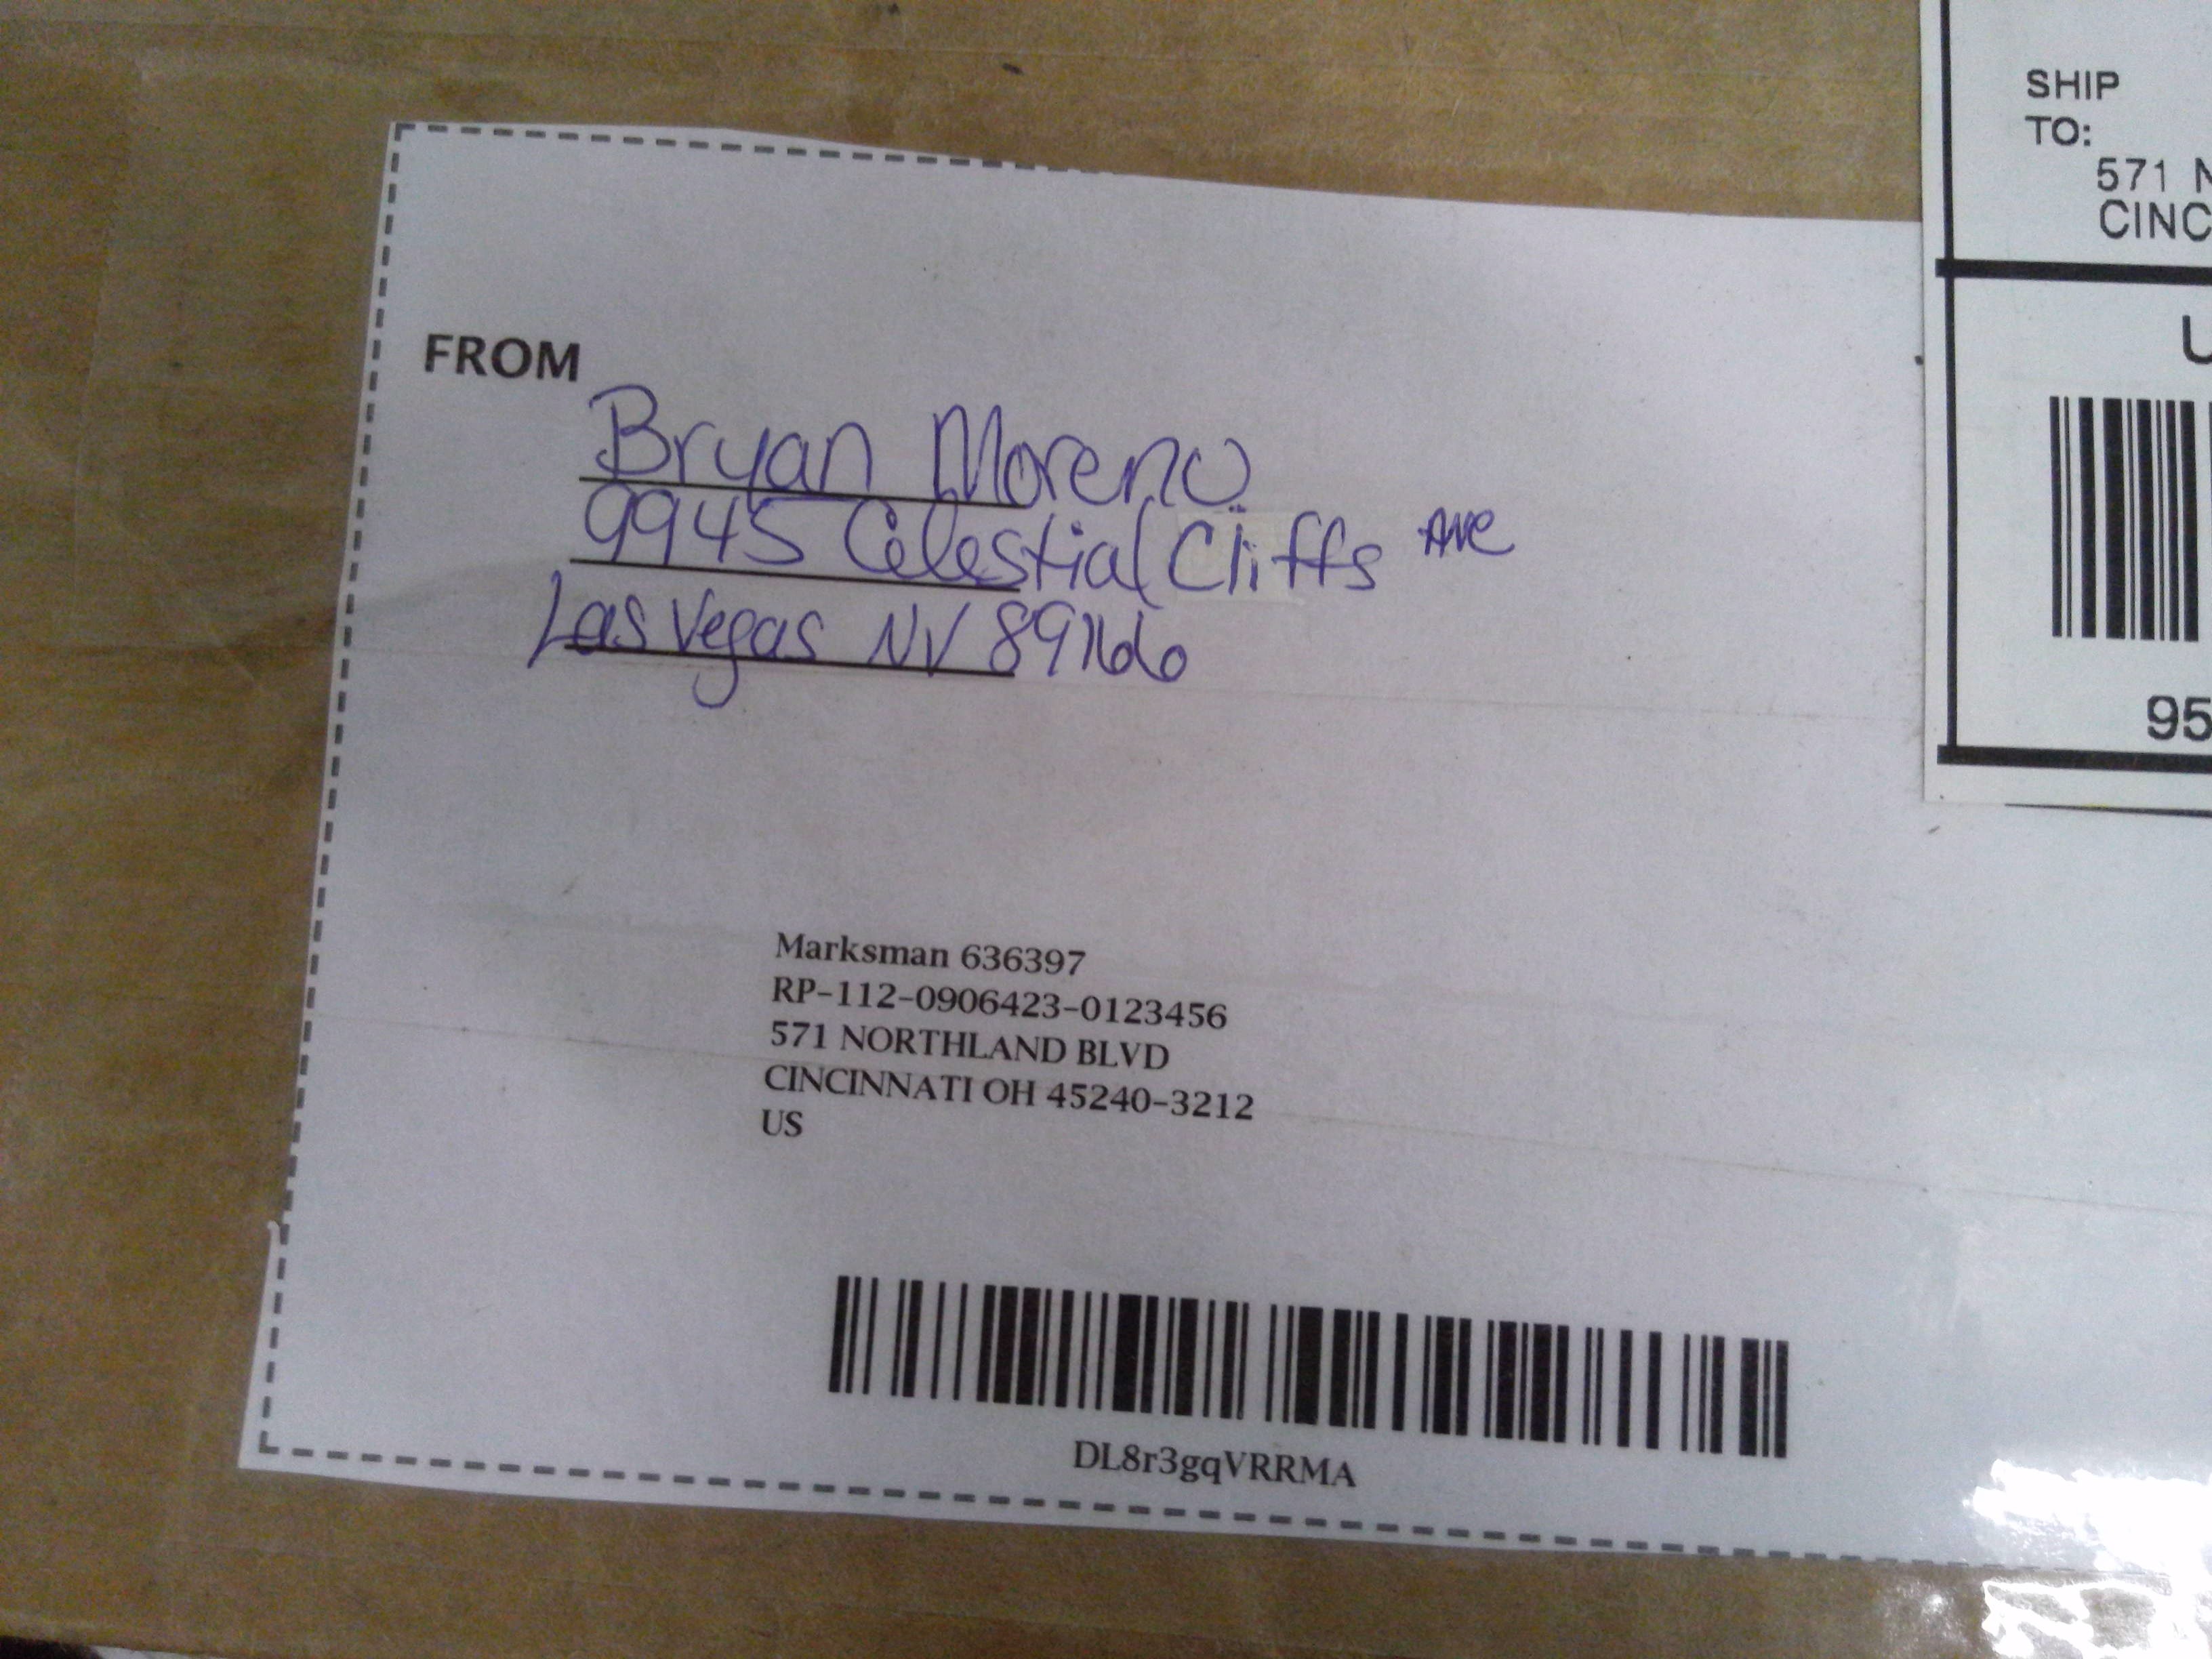 FROM
Bryan Moreno
9945 Celestial Cliffs Ave
Las Vegas NV 89166
Marksman 636397
RP-112-0906423-0123456
571 NORTHLAND BLVD
CINCINNATI OH 45240-3212
US
DL8r3gqVRRMA
SHIP
TO:
571 N
CINC
U
95